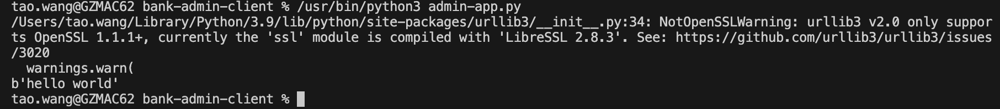 tao.wang@GZMAC62 bank-admin-client % /usr/bin/python3 admin-app.py
/Users/tao.wang/Library/Python/3.9/lib/python/site-packages/urllib3/__init__.py:34: NotOpenSSLWarning: urllib3 v2.0 only suppor
ts OpenSSL 1.1.1+, currently the 'ssl' module is compiled with 'LibreSSL 2.8.3'. See: https://github.com/urllib3/urllib3/issues
/3020
  warnings.warn(
b'hello world'
tao.wang@GZMAC62 bank-admin-client %